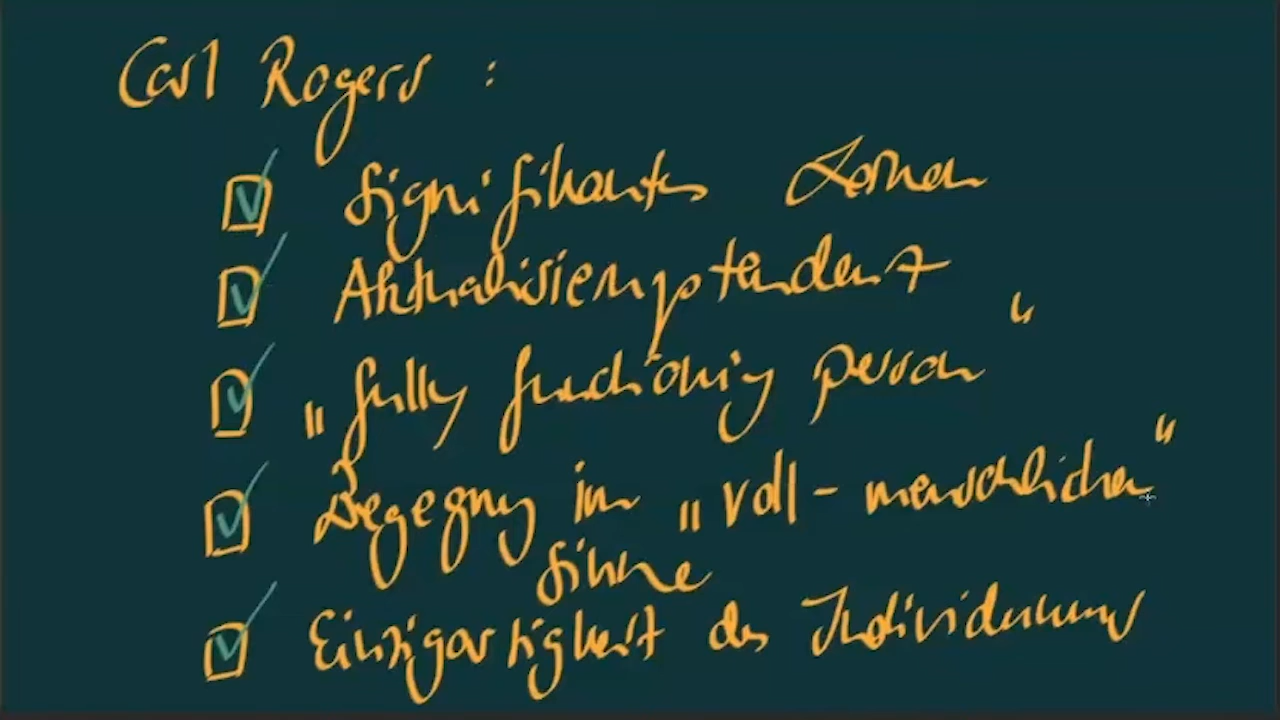 Carl Rogers :
Signifikantes Lernen
Aktualisierungstendenz
„fully functioning person“
Begegnung im „voll - menschlichen“
Sinne
Einzigartigkeit des Individuums